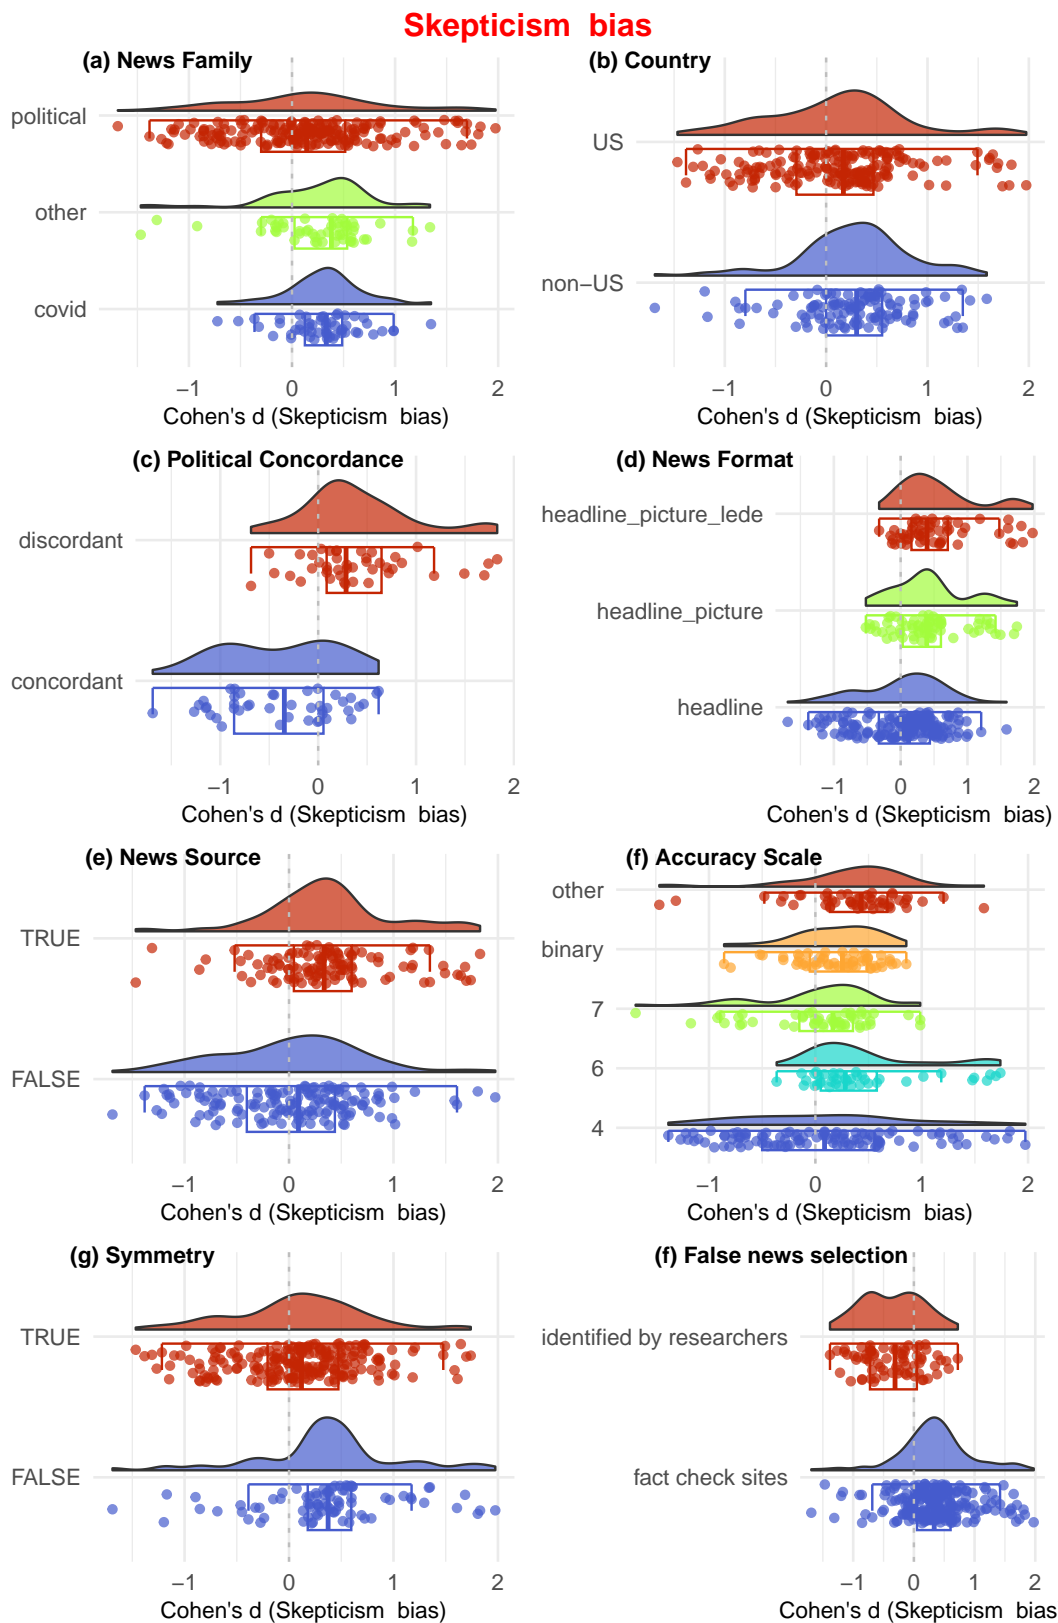 Skepticism  bias
(a) News Family
political
other
covid
−1 0 1 2
Cohen's d (Skepticism  bias)
(b) Country
US
non−US
−1 0 1 2
Cohen's d (Skepticism  bias)
(c) Political Concordance
discordant
concordant
−1 0 1 2
Cohen's d (Skepticism  bias)
(d) News Format
headline_picture_lede
headline_picture
headline
−1 0 1 2
Cohen's d (Skepticism  bias)
(e) News Source
TRUE
FALSE
−1 0 1 2
Cohen's d (Skepticism  bias)
(f) Accuracy Scale
other
binary
7
6
4
−1 0 1 2
Cohen's d (Skepticism  bias)
(g) Symmetry
TRUE
FALSE
−1 0 1 2
Cohen's d (Skepticism  bias)
(f) False news selection
identified by researchers
fact check sites
−1 0 1 2
Cohen's d (Skepticism  bias)